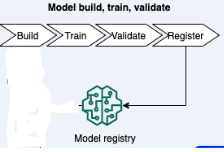 Model build, train, validate
Build
Train
Validate
Register
Model registry